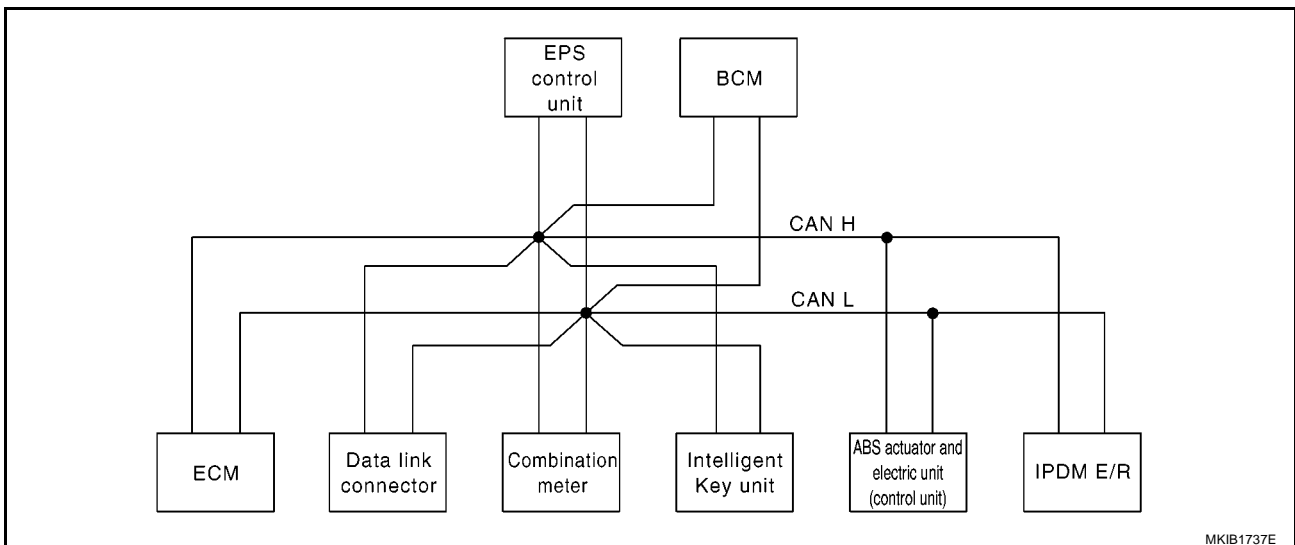 EPS
control
unit
BCM
CAN H
CAN L
ECM
Data link
connector
Combination
meter
Intelligent
Key unit
ABS actuator and
electric unit
(control unit)
IPDM E/R
MKIB1737E